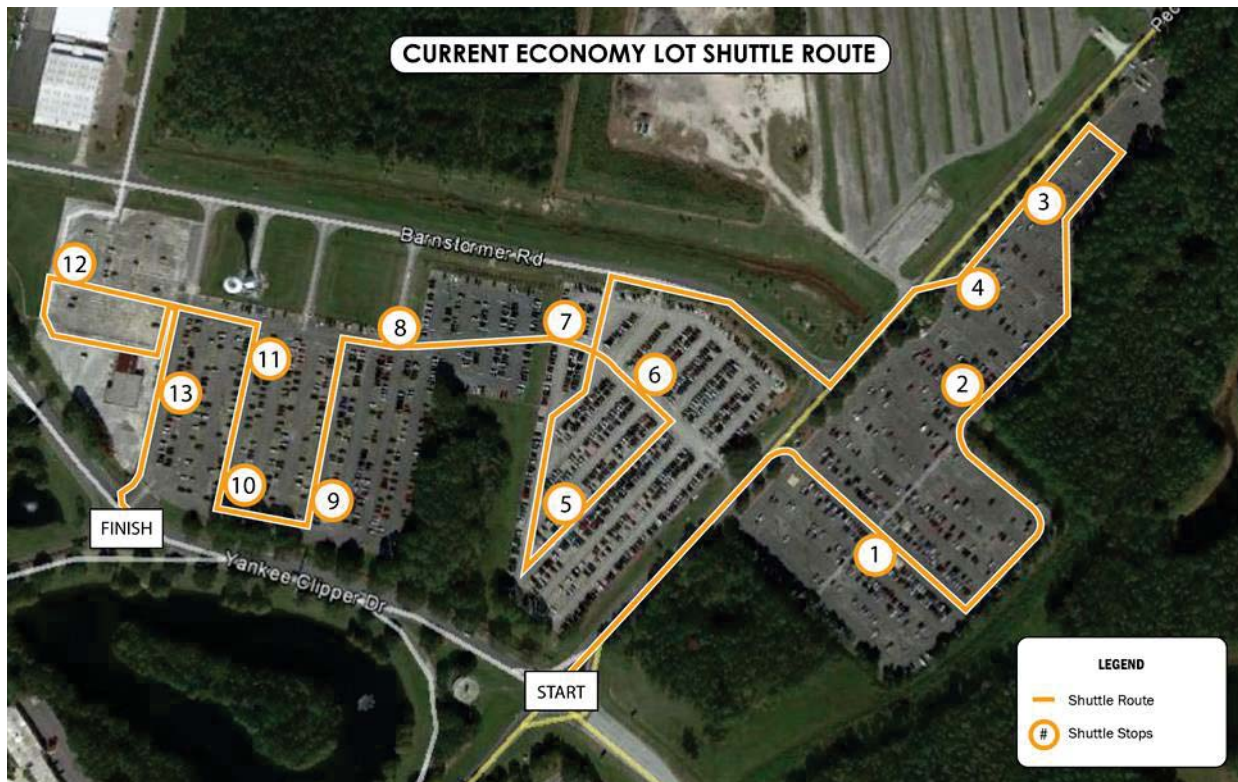 CURRENT ECONOMY LOT SHUTTLE ROUTE
Barnstormer Rd
3
12
4
8
7
11
6
2
13
10
9
5
1
FINISH
Yankee Clipper Dr
START
LEGEND
Shuttle Route
# Shuttle Stops